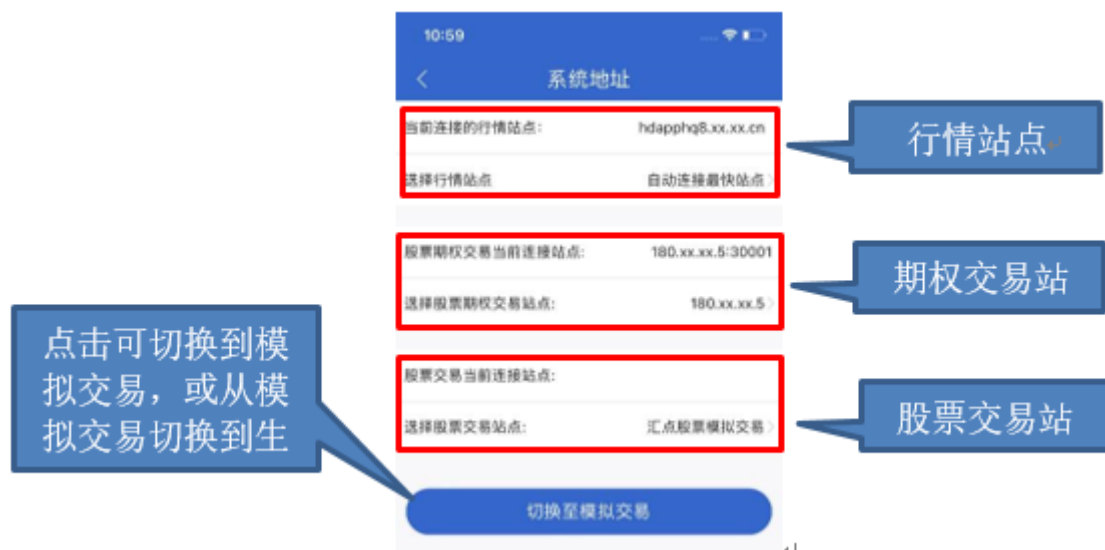 10:59
系统地址
当前连接的行情站点: hdapphq8.xx.xx.cn
行情站点
选择行情站点 自动连接最快站点
股票期权交易当前连接站点: 180.xx.xx.5:30001
期权交易站
选择股票期权交易站点: 180.xx.xx.5
点击可切换到模
拟交易，或从模
拟交易切换到生
股票交易当前连接站点:
选择股票交易站点: 汇点股票模拟交易
股票交易站
切换至模拟交易